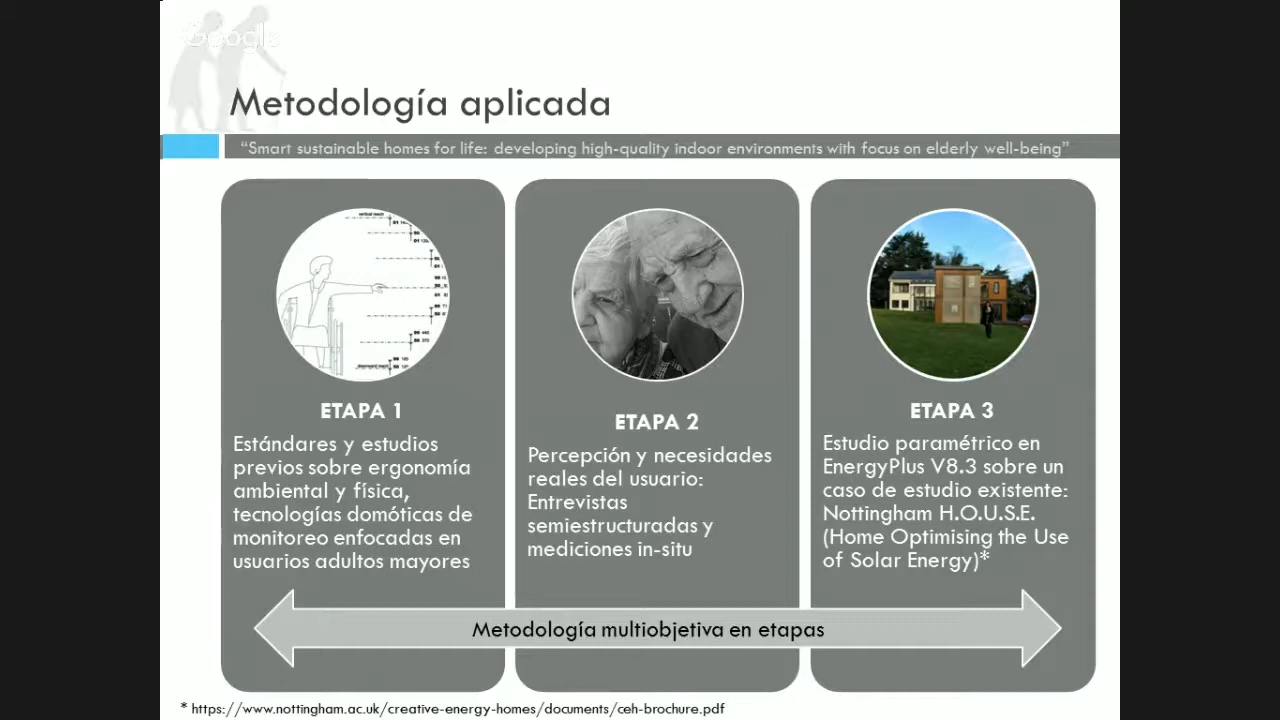 Google
Metodología aplicada
“Smart sustainable homes for life: developing high-quality indoor environments with focus on elderly well-being”
ETAPA 1
Estándares y estudios
previos sobre ergonomía
ambiental y física,
tecnologías domóticas de
monitoreo enfocadas en
usuarios adultos mayores
ETAPA 2
Percepción y necesidades
reales del usuario:
Entrevistas
semiestructuradas y
mediciones in-situ
ETAPA 3
Estudio paramétrico en
EnergyPlus V8.3 sobre un
caso de estudio existente:
Nottingham H.O.U.S.E.
(Home Optimising the Use
of Solar Energy)*
Metodología multiobjetiva en etapas
* https://www.nottingham.ac.uk/creative-energy-homes/documents/ceh-brochure.pdf